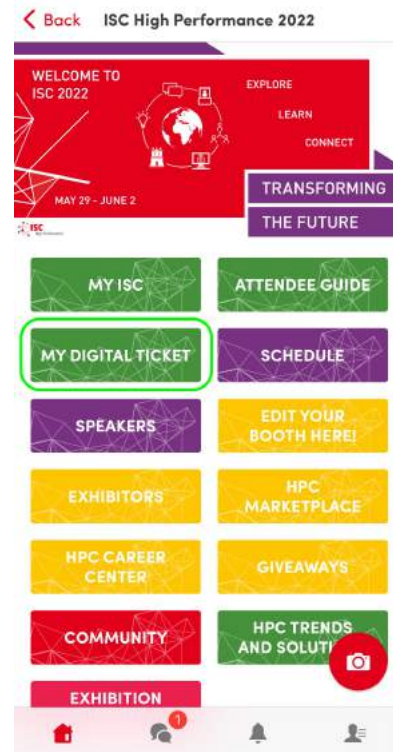 Back ISC High Performance 2022
WELCOME TO
ISC 2022
EXPLORE
LEARN
CONNECT
MAY 29 - JUNE 2
TRANSFORMING
THE FUTURE
ISC
MY ISC
ATTENDEE GUIDE
MY DIGITAL TICKET
SCHEDULE
SPEAKERS
EDIT YOUR
BOOTH HERE!
EXHIBITORS
HPC
MARKETPLACE
HPC CAREER
CENTER
GIVEAWAYS
COMMUNITY
HPC TRENDS
AND SOLUTI
EXHIBITION
1